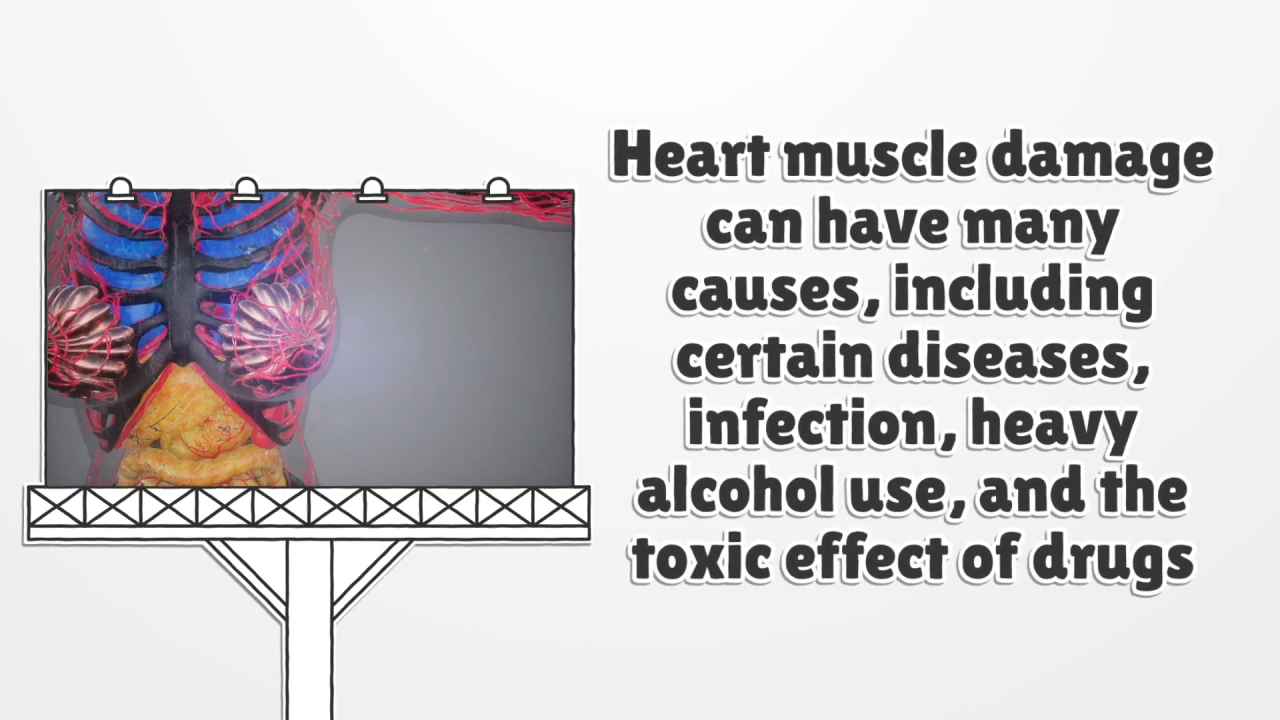 Heart muscle damage
can have many
causes, including
certain diseases,
infection, heavy
alcohol use, and the
toxic effect of drugs